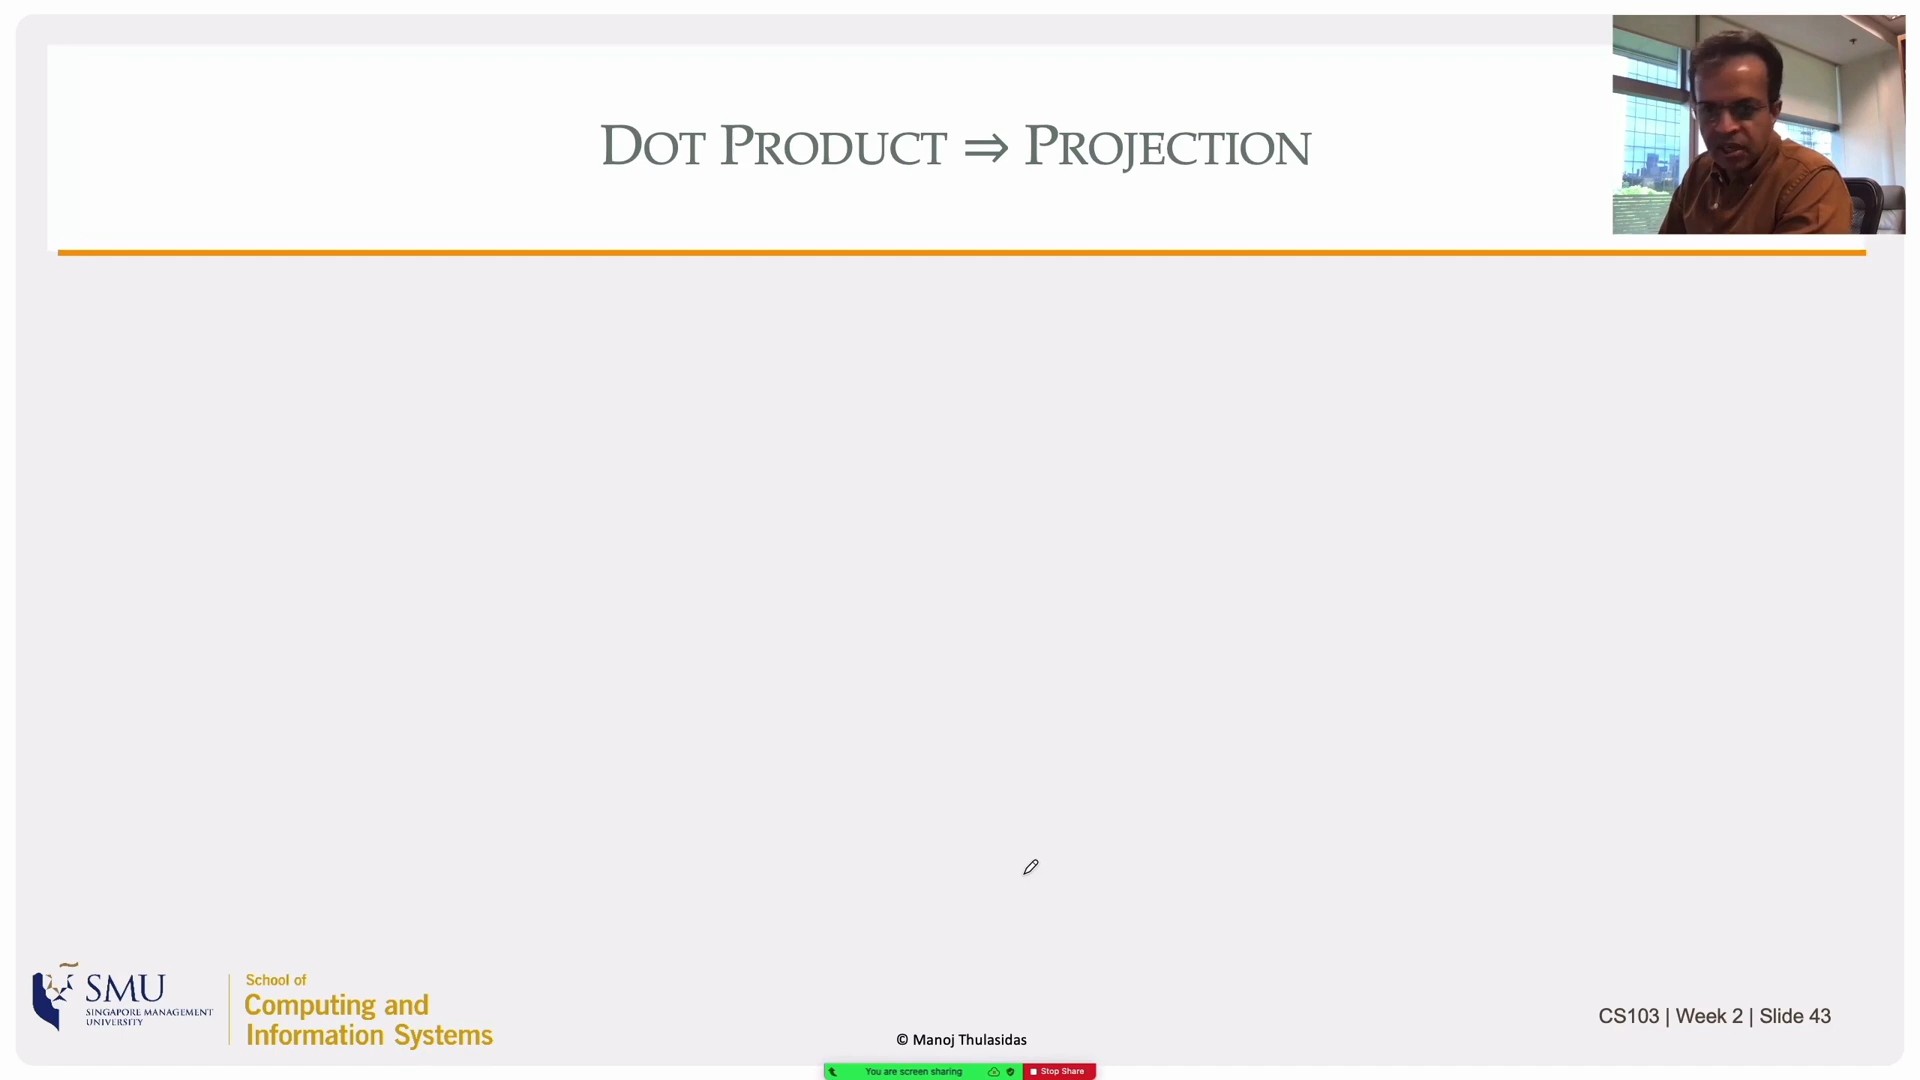 DOT PRODUCT ⇒ PROJECTION
SMU
SINGAPORE MANAGEMENT
UNIVERSITY
School of
Computing and
Information Systems
© Manoj Thulasidas
CS103 | Week 2 | Slide 43
You are screen sharing
Stop Share